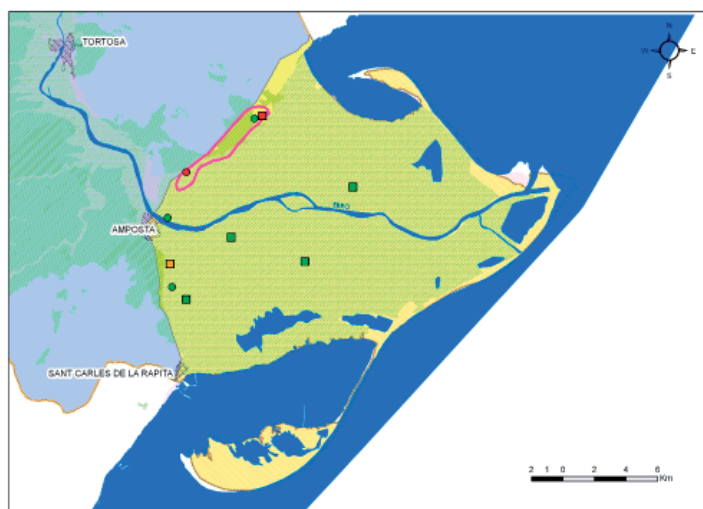 TORTOSA
N
W E
S
EBRO
AMPOSTA
SANT CARLES DE LA RAPITA
2 1 0 2 4 6
Km